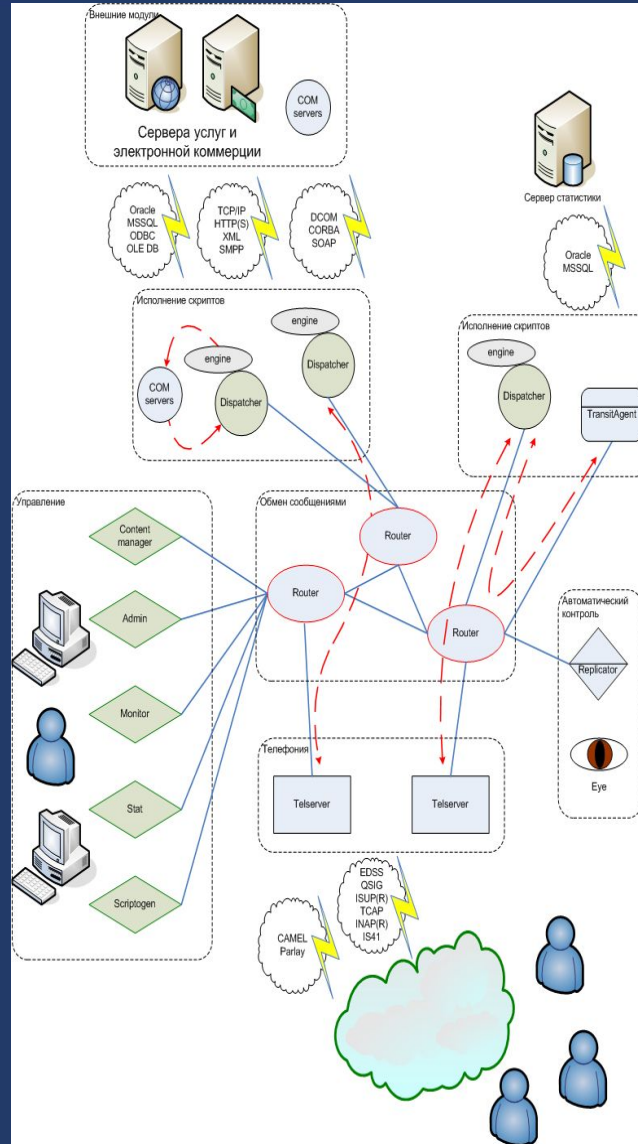 Внешние модули
COM
servers
Сервера услуг и
электронной коммерции
Сервер статистики
Oracle
MSSQL
ODBC
OLE DB
TCP/IP
HTTP(S)
XML
SMPP
DCOM
CORBA
SOAP
Oracle
MSSQL
Исполнение скриптов
engine
engine
COM
servers
Dispatcher
Dispatcher
Исполнение скриптов
engine
Dispatcher
TransitAgent
Управление
Content
manager
Admin
Monitor
Stat
Scriptogen
Обмен сообщениями
Router
Router
Router
Автоматический
контроль
Replicator
Eye
Телефония
Telserver
Telserver
EDSS
QSIG
ISUP(R)
TCAP
INAP(R)
IS41
CAMEL
Parlay